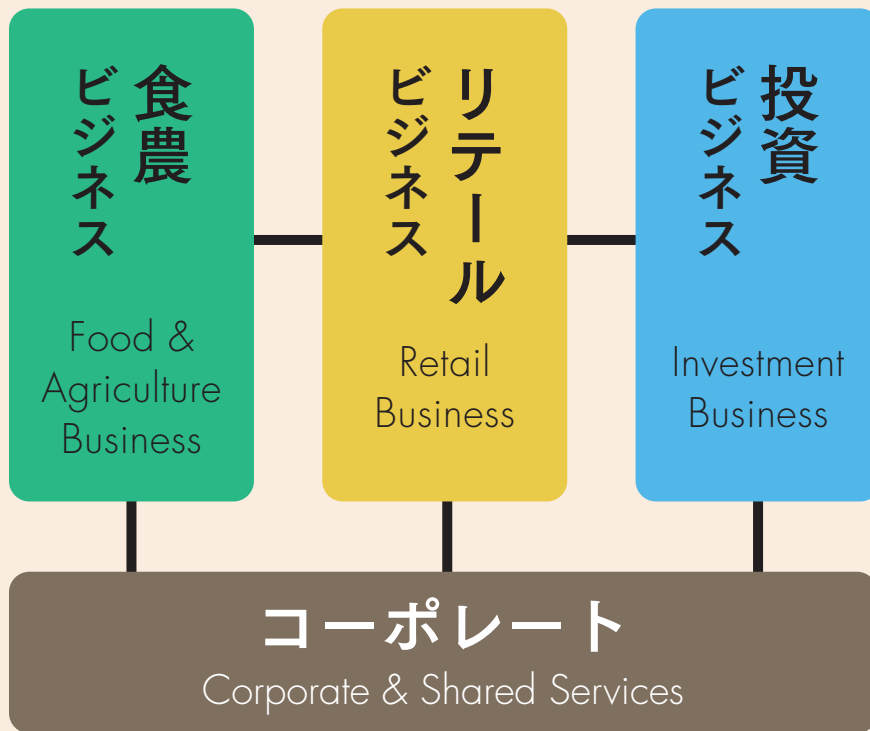 食農
ビジネス
Food &
Agriculture
Business
リテール
ビジネス
Retail
Business
投資
ビジネス
Investment
Business
コーポレート
Corporate & Shared Services